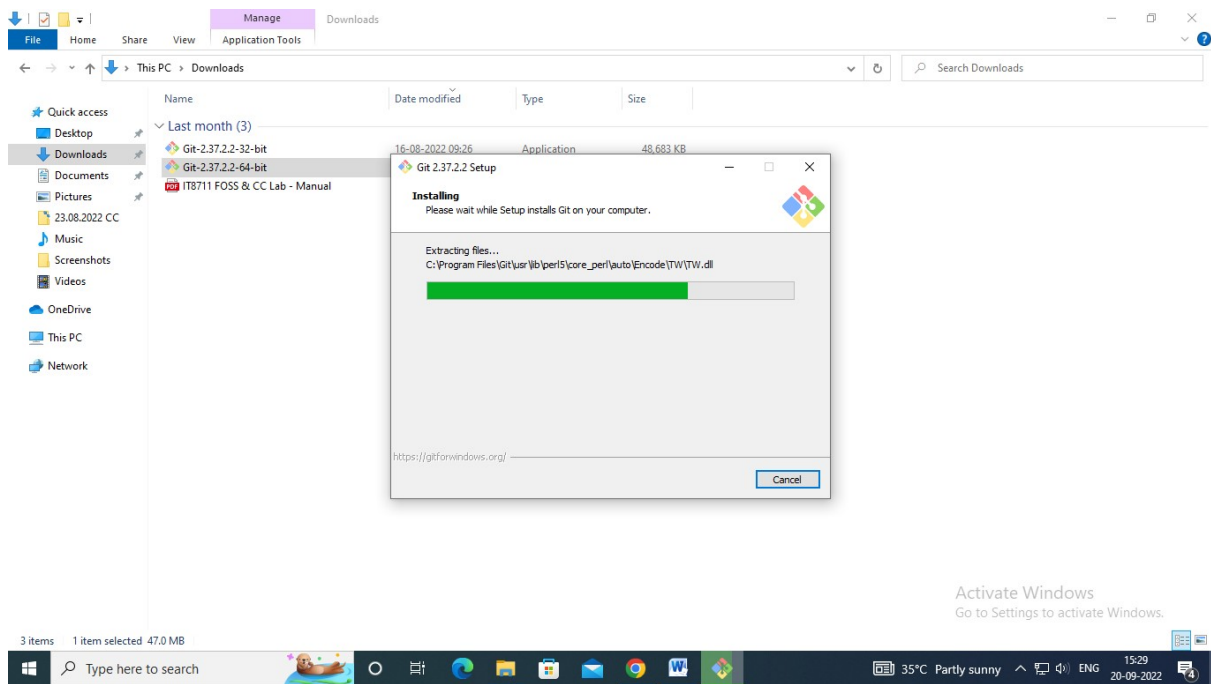 Manage
Downloads
File
Home
Share
View
Application Tools
This PC
Downloads
Search Downloads
Name
Date modified
Type
Size
Quick access
Desktop
Downloads
Documents
Pictures
23.08.2022 CC
Music
Screenshots
Videos
OneDrive
This PC
Network
Last month (3)
Git-2.37.2.2-32-bit 16-08-2022 09:26 Application 48,683 KB
Git-2.37.2.2-64-bit
IT8711 FOSS & CC Lab - Manual
Git 2.37.2.2 Setup
Installing
Please wait while Setup installs Git on your computer.
Extracting files...
C:\Program Files\Git\usr\lib\perl5\core_perl\auto\Encode\TW\TW.dll
https://gitforwindows.org/
Cancel
Activate Windows
Go to Settings to activate Windows.
3 items 1 item selected 47.0 MB
Type here to search
35°C Partly sunny
ENG
15:29
20-09-2022
4